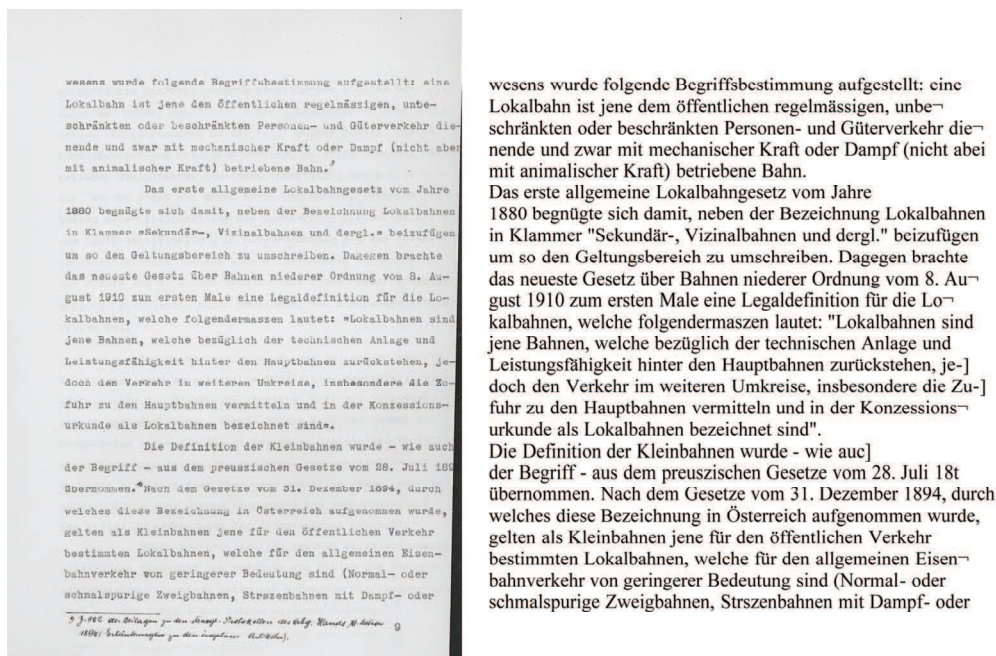 wesens wurde folgende Begriffsbestimmung aufgestellt: eine
Lokalbahn ist jene dem öffentlichen regelmässigen, unbe-
schränkten oder beschränkten Personen- und Güterverkehr die-
nende und zwar mit mechanischer Kraft oder Dampf (nicht aber
mit animalischer Kraft) betriebene Bahn.
Das erste allgemeine Lokalbahngesetz vom Jahre
1880 begnügte sich damit, neben der Bezeichnung Lokalbahnen
in Klammer "Sekundär-, Vizinalbahnen und dergl." beizufügen
um so den Geltungsbereich zu umschreiben. Dagegen brachte
das neueste Gesetz über Bahnen niederer Ordnung vom 8. Au-
gust 1910 zum ersten Male eine Legaldefinition für die Lo-
kalbahnen, welche folgendermaszen lautet: "Lokalbahnen sind
jene Bahnen, welche bezüglich der technischen Anlage und
Leistungsfähigkeit hinter den Hauptbahnen zurückstehen, je-
doch den Verkehr im weiteren Umkreise, insbesondere die Zu-
fuhr zu den Hauptbahnen vermitteln und in der Konzessions-
urkunde als Lokalbahnen bezeichnet sind".
Die Definition der Kleinbahnen wurde - wie auch
der Begriff - aus dem preuszischen Gesetze vom 28. Juli 189
übernommen. Nach dem Gesetze vom 31. Dezember 1894, durch
welches diese Bezeichnung in Österreich aufgenommen wurde,
gelten als Kleinbahnen jene für den öffentlichen Verkehr
bestimmten Lokalbahnen, welche für den allgemeinen Eisen-
bahnverkehr von geringerer Bedeutung sind (Normal- oder
schmalspurige Zweigbahnen, Strszenbahnen mit Dampf- oder
der Beilagen zu den Protokollen des
1894 zu den
9
wesens wurde folgende Begriffsbestimmung aufgestellt: eine
Lokalbahn ist jene dem öffentlichen regelmässigen, unbe¬
schränkten oder beschränkten Personen- und Güterverkehr die¬
nende und zwar mit mechanischer Kraft oder Dampf (nicht abei
mit animalischer Kraft) betriebene Bahn.
Das erste allgemeine Lokalbahngesetz vom Jahre
1880 begnügte sich damit, neben der Bezeichnung Lokalbahnen
in Klammer "Sekundär-, Vizinalbahnen und dergl." beizufügen
um so den Geltungsbereich zu umschreiben. Dagegen brachte
das neueste Gesetz über Bahnen niederer Ordnung vom 8. Au¬
gust 1910 zum ersten Male eine Legaldefinition für die Lo¬
kalbahnen, welche folgendermaszen lautet: "Lokalbahnen sind
jene Bahnen, welche bezüglich der technischen Anlage und
Leistungsfähigkeit hinter den Hauptbahnen zurückstehen, je-]
doch den Verkehr im weiteren Umkreise, insbesondere die Zu-]
fuhr zu den Hauptbahnen vermitteln und in der Konzessions¬
urkunde als Lokalbahnen bezeichnet sind".
Die Definition der Kleinbahnen wurde - wie auc]
der Begriff - aus dem preuszischen Gesetze vom 28. Juli 18t
übernommen. Nach dem Gesetze vom 31. Dezember 1894, durch
welches diese Bezeichnung in Österreich aufgenommen wurde,
gelten als Kleinbahnen jene für den öffentlichen Verkehr
bestimmten Lokalbahnen, welche für den allgemeinen Eisen¬
bahnverkehr von geringerer Bedeutung sind (Normal- oder
schmalspurige Zweigbahnen, Strszenbahnen mit Dampf- oder